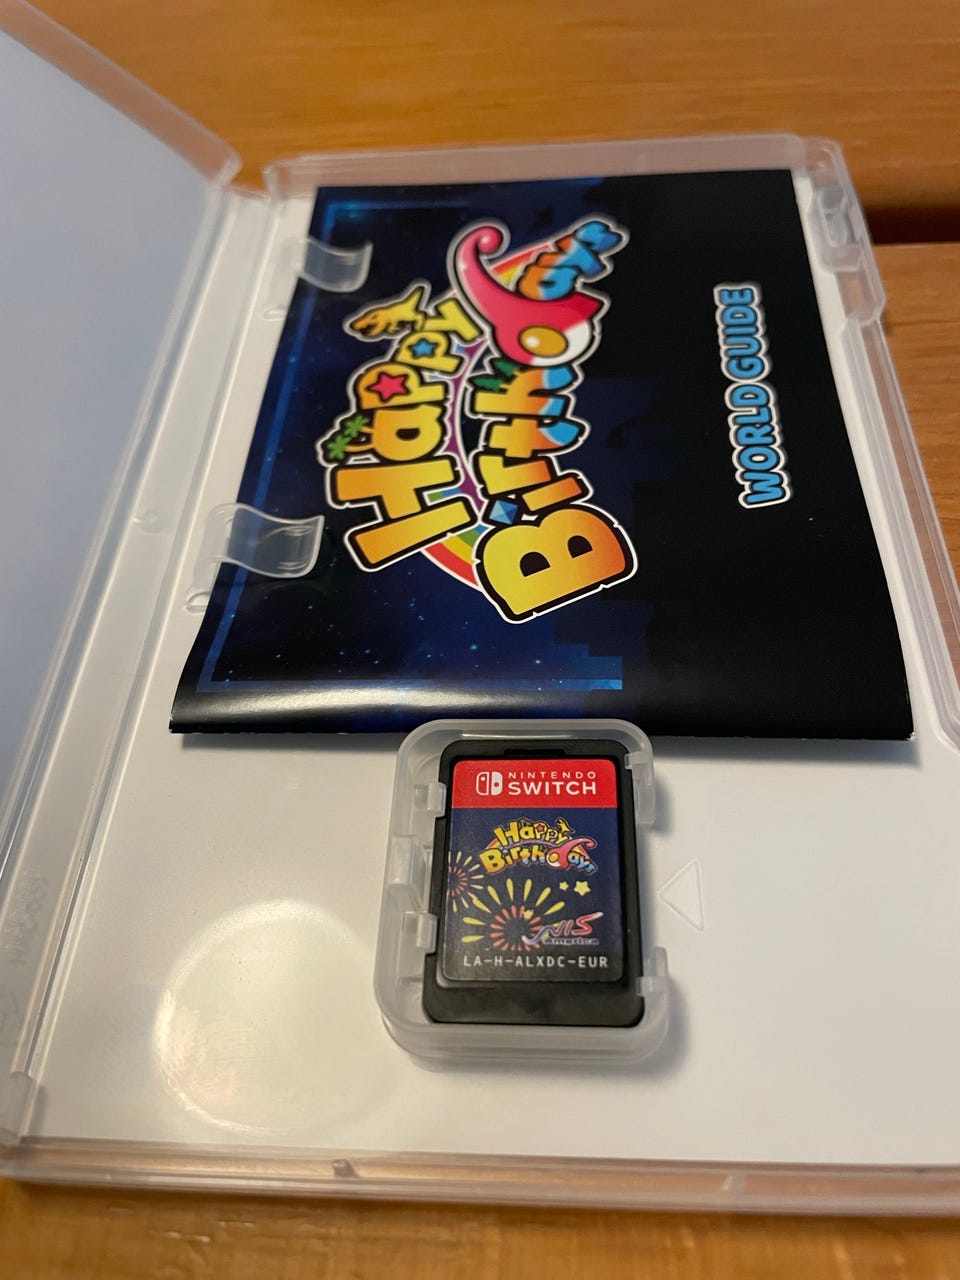 Happy
Birthdays
WORLD GUIDE
NINTENDO
SWITCH
Happy
Birthdays
NIS
America
LA-H-ALXDC-EUR